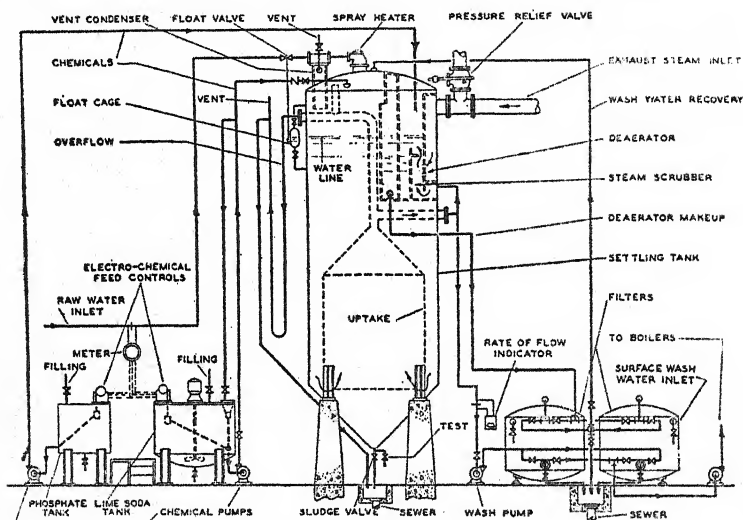 VENT CONDENSER
FLOAT VALVE
VENT
SPRAY HEATER
PRESSURE RELIEF VALVE
CHEMICALS
EXHAUST STEAM INLET
VENT
WASH WATER RECOVERY
FLOAT CAGE
OVERFLOW
WATER
LINE
DEAERATOR
STEAM SCRUBBER
DEAERATOR MAKEUP
ELECTRO-CHEMICAL
FEED CONTROLS
SETTLING TANK
RAW WATER
INLET
UPTAKE
FILTERS
METER
RATE OF FLOW
INDICATOR
TO BOILERS
FILLING
FILLING
SURFACE WASH
WATER INLET
TEST
PHOSPHATE
TANK
LIME SODA
TANK
CHEMICAL PUMPS
SLUDGE VALVE
SEWER
WASH PUMP
SEWER